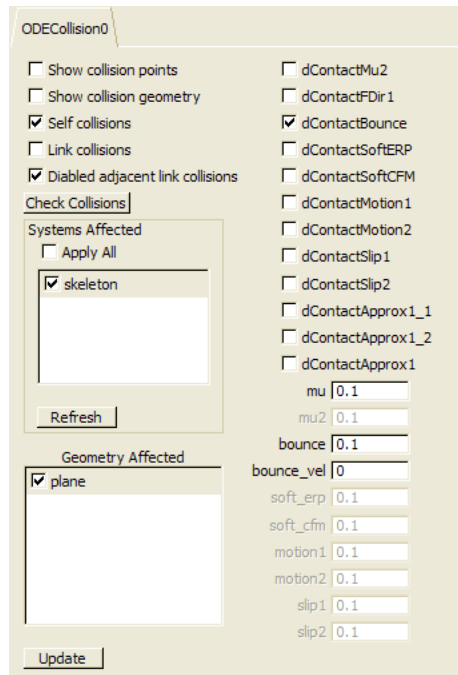 ODECollision0
Show collision points
Show collision geometry
Self collisions
Link collisions
Diabled adjacent link collisions
Check Collisions
Systems Affected
Apply All
skeleton
Refresh
Geometry Affected
plane
Update
dContactMu2
dContactFDir1
dContactBounce
dContactSoftERP
dContactSoftCFM
dContactMotion1
dContactMotion2
dContactSlip1
dContactSlip2
dContactApprox1_1
dContactApprox1_2
dContactApprox1
mu 0.1
mu2 0.1
bounce 0.1
bounce_vel 0
soft_erp 0.1
soft_cfm 0.1
motion1 0.1
motion2 0.1
slip1 0.1
slip2 0.1